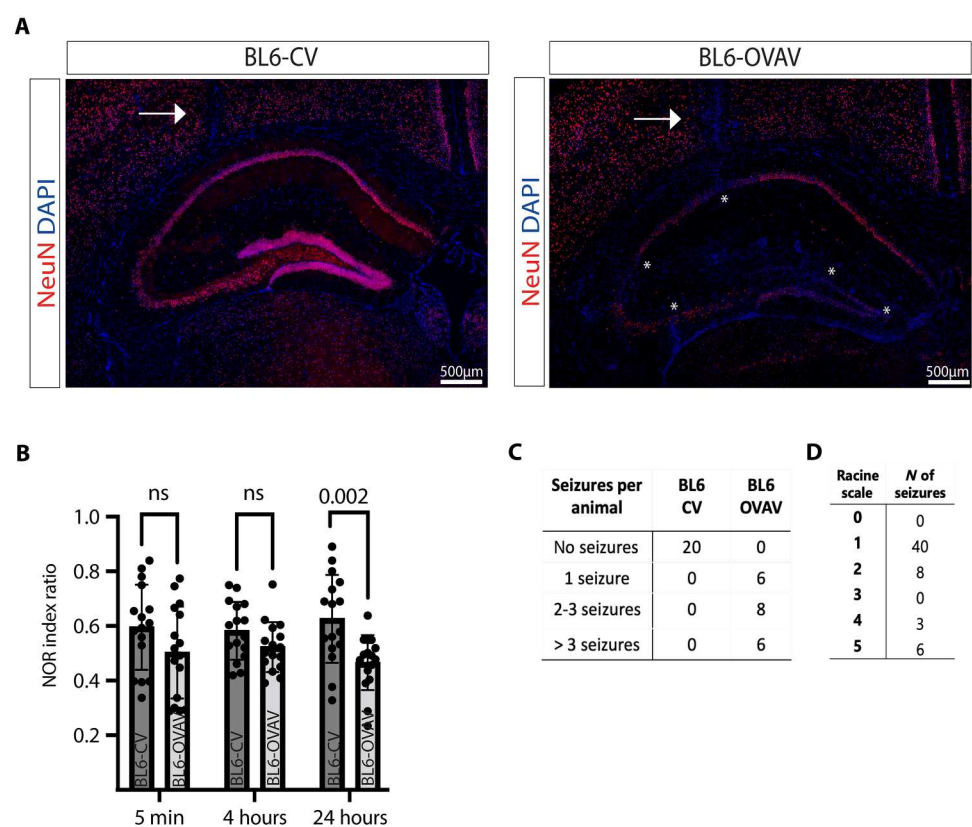 A
BL6-CV
BL6-OVAV
NeuN DAPI
NeuN DAPI
*
*
*
*
*
500μm
500μm
B
ns
ns
0.002
NOR index ratio
1.0
0.8
0.6
0.4
0.2
BL6-CV
BL6-OVAV
BL6-CV
BL6-OVAV
BL6-CV
BL6-OVAV
5 min
4 hours
24 hours
C
Seizures per animal BL6 CV BL6 OVAV
No seizures 20 0
1 seizure 0 6
2-3 seizures 0 8
> 3 seizures 0 6
D
Racine scale N of seizures
0 0
1 40
2 8
3 0
4 3
5 6